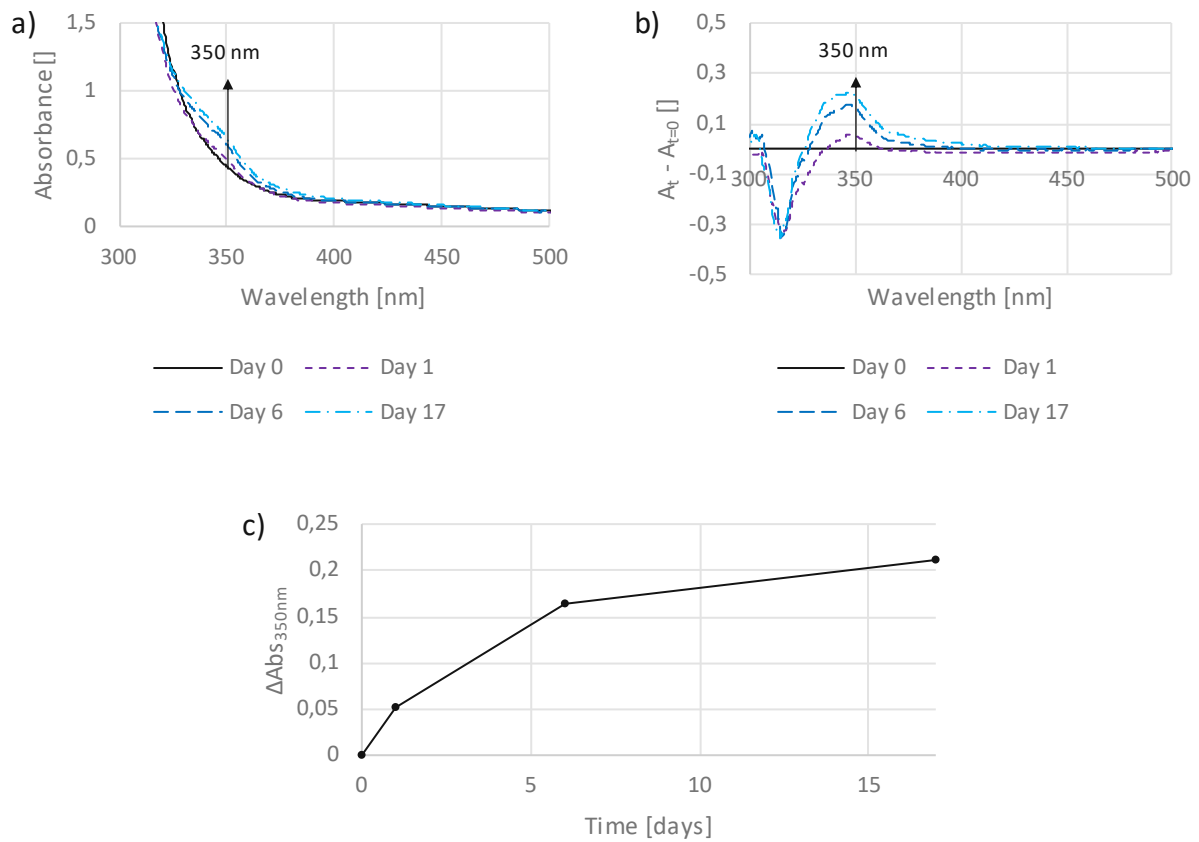 a)
1,5
1
0,5
0
Absorbance []
350 nm
300 350 400 450 500
Wavelength [nm]
Day 0 Day 1
Day 6 Day 17
b)
0,5
0,3
0,1
-0,1
-0,3
-0,5
At - At=0 []
350 nm
300 350 400 450 500
Wavelength [nm]
Day 0 Day 1
Day 6 Day 17
c)
0,25
0,2
0,15
0,1
0,05
0
ΔAbs350nm
0 5 10 15
Time [days]